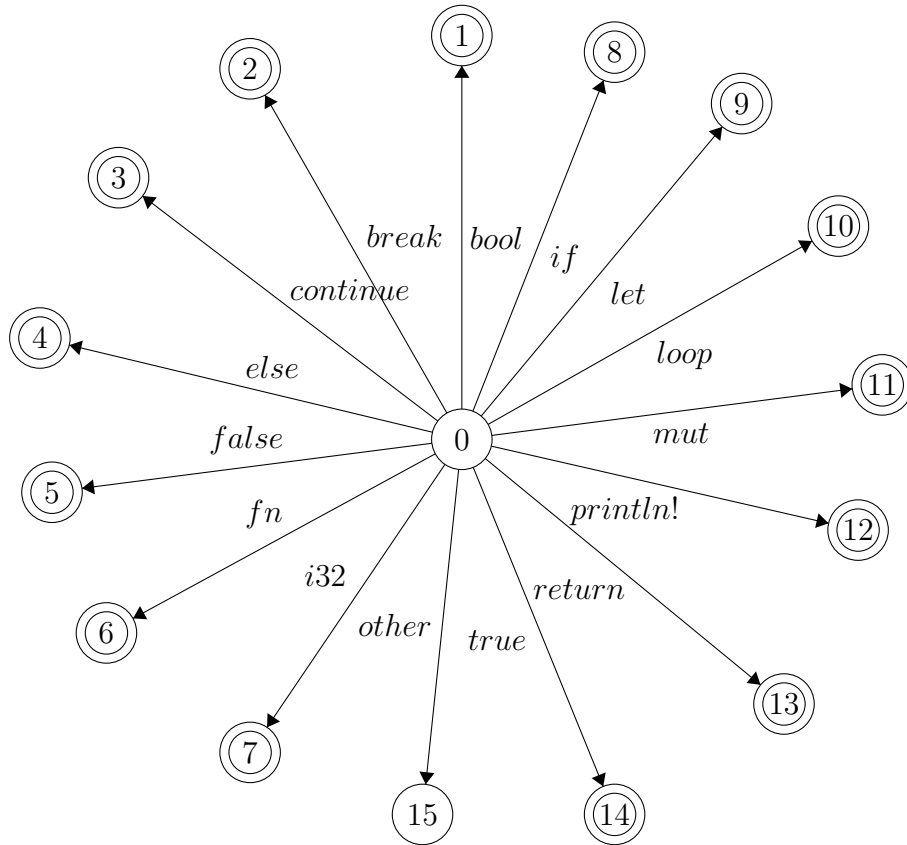 1
8
2
9
3
10
break
bool
if
continue
let
4
loop
else
11
false
0
mut
5
fn
println!
12
i32
return
other
true
6
13
7
15
14